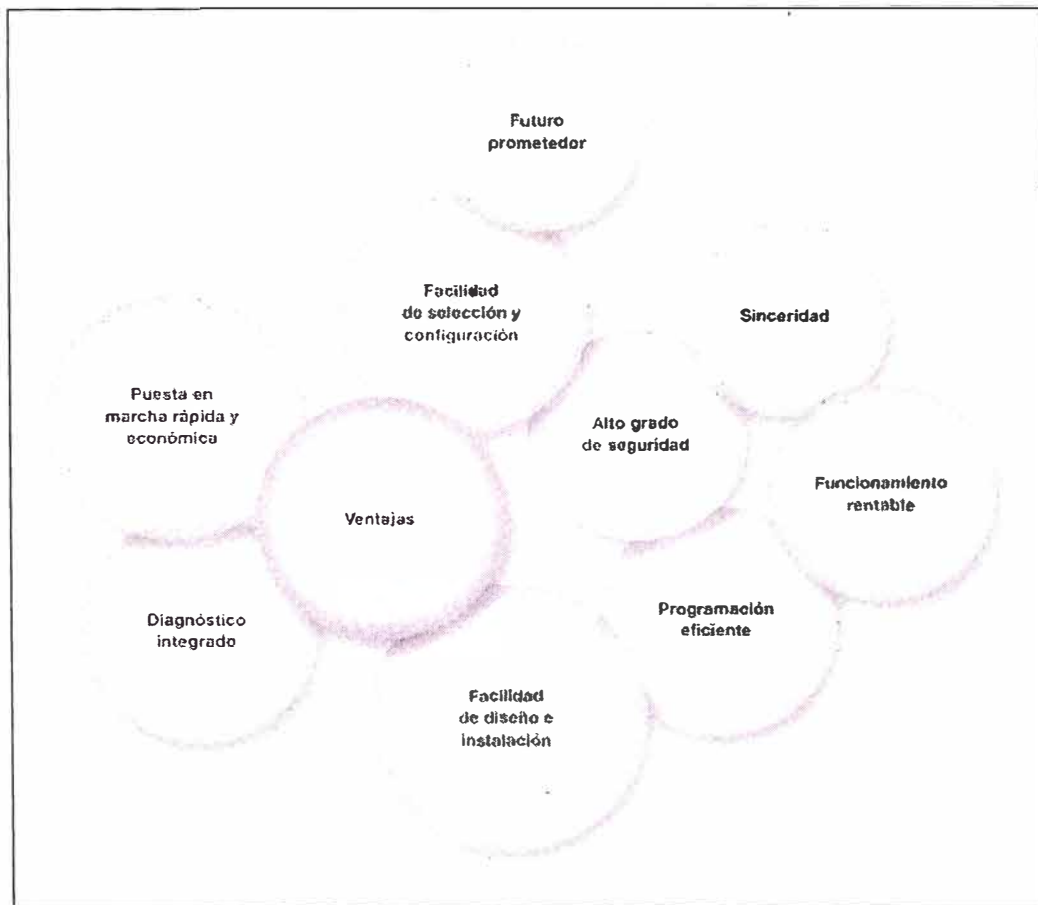 Futuro
prometedor
Facilidad
de selección y
configuración
Sinceridad
Puesta en
marcha rápida y
económica
Alto grado
de seguridad
Funcionamiento
rentable
Ventajas
Diagnóstico
integrado
Programación
eficiente
Facilidad
de diseño e
instalación